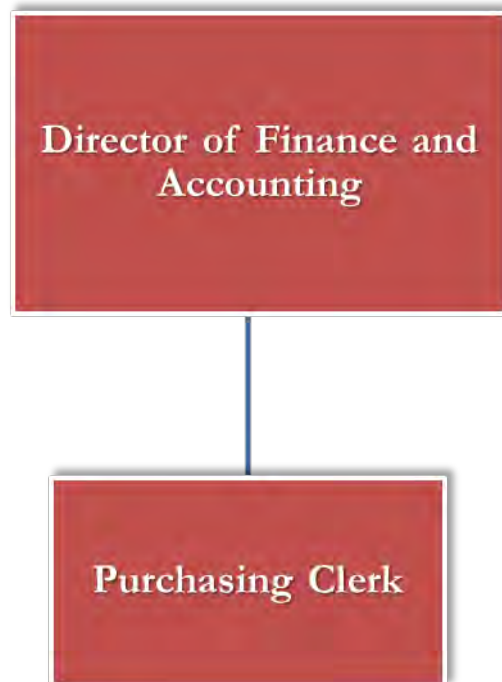 Director of Finance and
Accounting
Purchasing Clerk